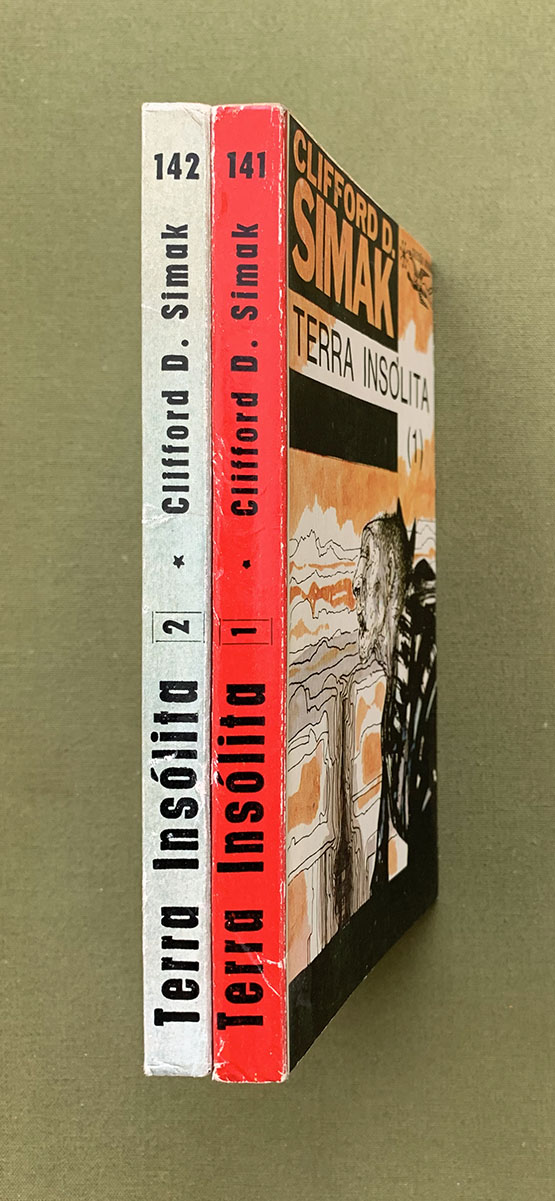 142
Terra Insólita 2 * Clifford D. Simak
141
Terra Insólita 1 * Clifford D. Simak
CLIFFORD D.
SIMAK
TERRA INSÓLITA
(1)